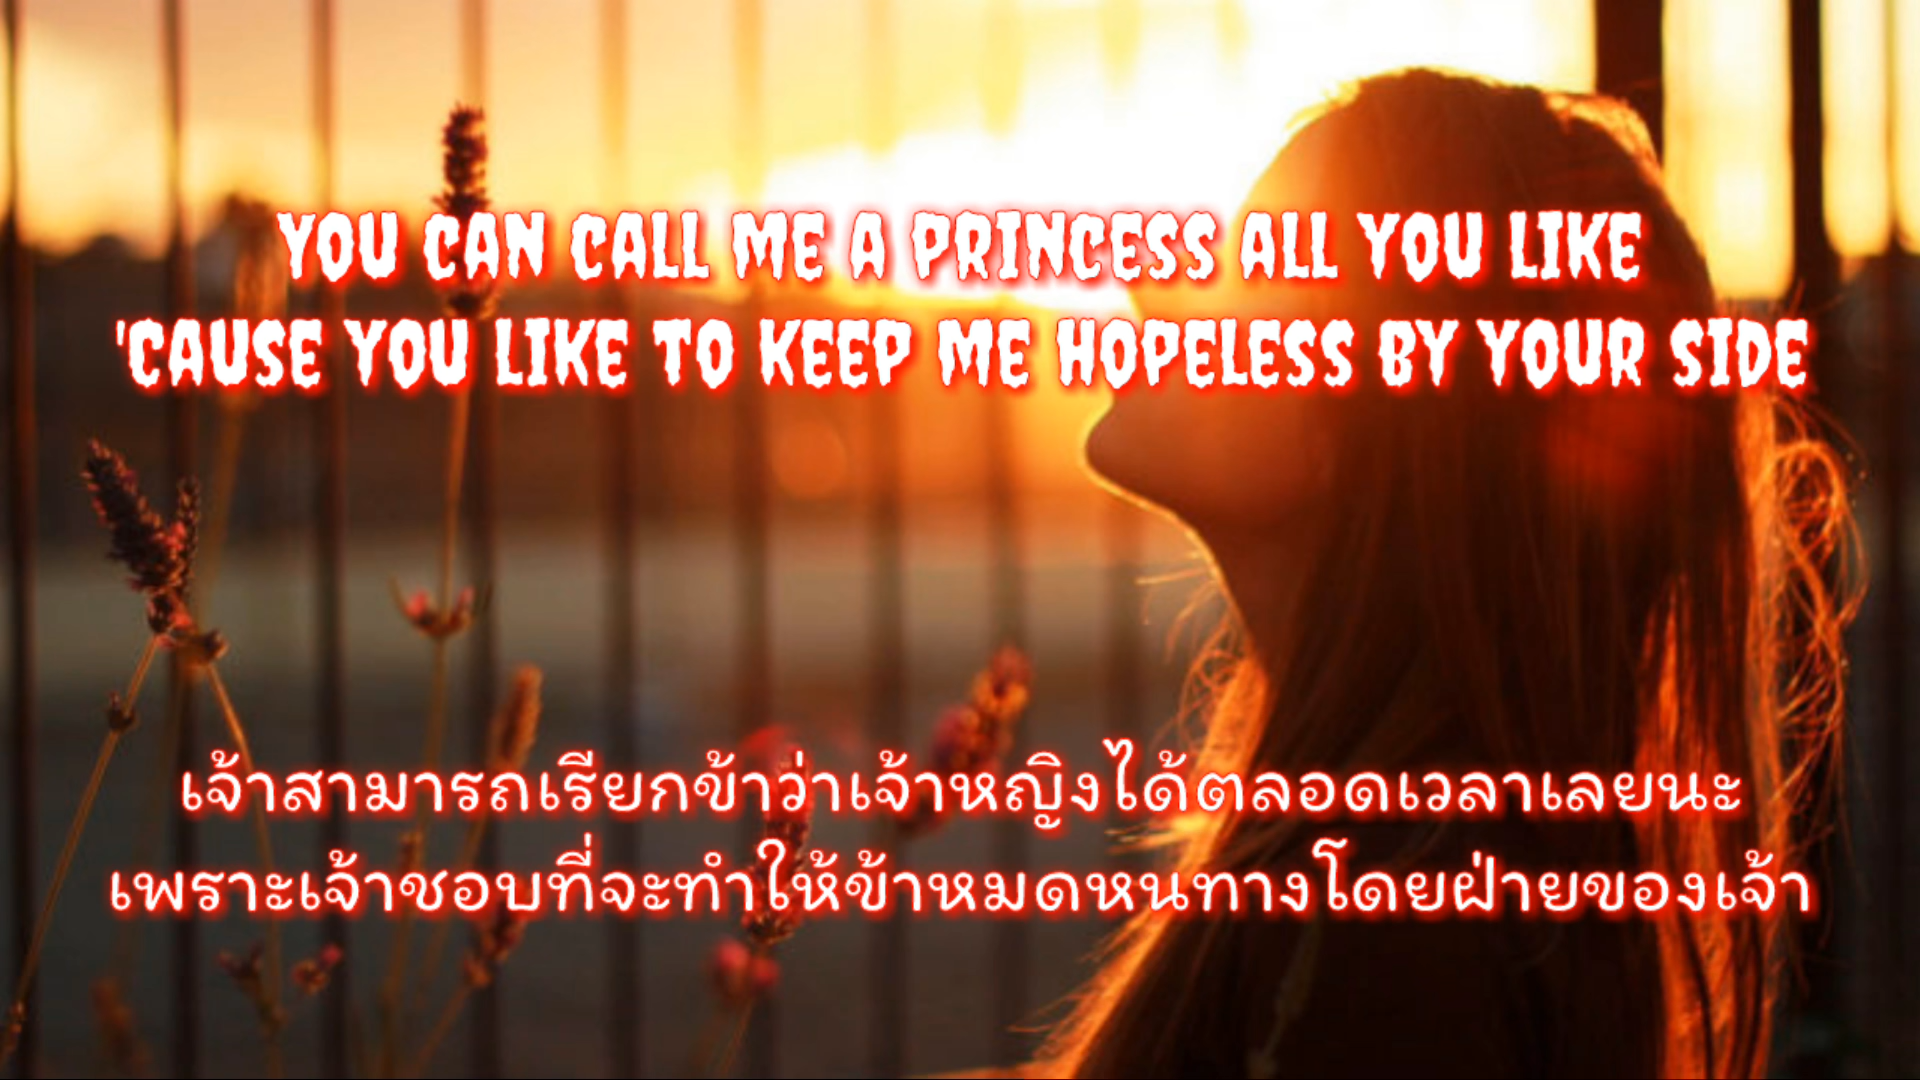 YOU CAN CALL ME A PRINCESS ALL YOU LIKE
'CAUSE YOU LIKE TO KEEP ME HOPELESS BY YOUR SIDE
เจ้าสามารถเรียกข้าว่าเจ้าหญิงได้ตลอดเวลาเลยนะ
เพราะเจ้าชอบที่จะทำให้ข้าหมดหนทางโดยฝ่ายของเจ้า